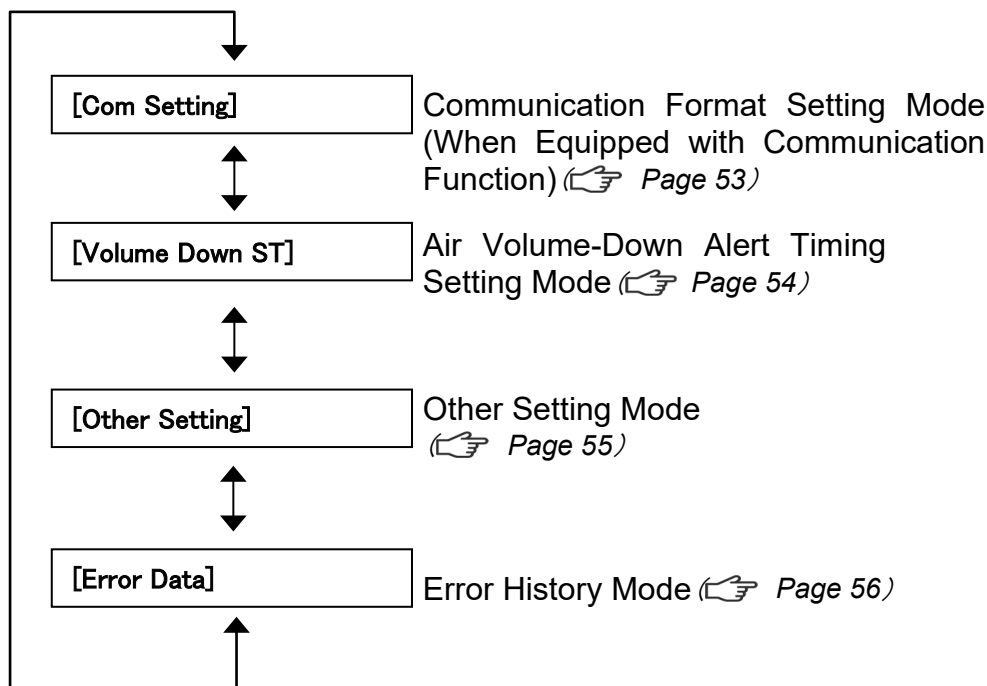 [Com Setting]
Communication Format Setting Mode
(When Equipped with Communication
Function)(☞ Page 53)
[Volume Down ST]
Air Volume-Down Alert Timing
Setting Mode(☞ Page 54)
[Other Setting]
Other Setting Mode
(☞ Page 55)
[Error Data]
Error History Mode(☞ Page 56)